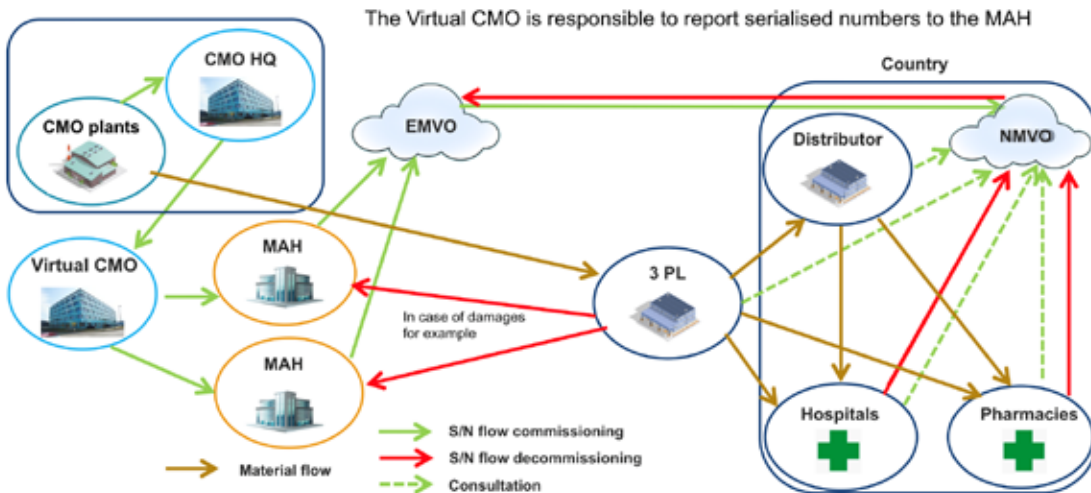 The Virtual CMO is responsible to report serialised numbers to the MAH
CMO HQ
CMO plants
EMVO
Country
NMVO
Distributor
Virtual CMO
MAH
3 PL
In case of damages
for example
MAH
Hospitals
Pharmacies
S/N flow commissioning
Material flow
S/N flow decommissioning
Consultation